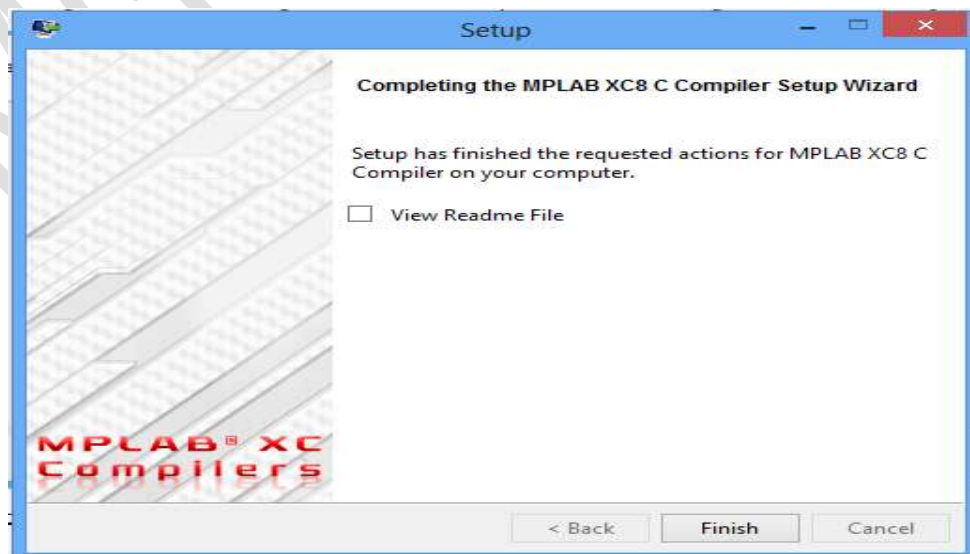 Setup
Completing the MPLAB XC8 C Compiler Setup Wizard
Setup has finished the requested actions for MPLAB XC8 C
Compiler on your computer.
View Readme File
MPLAB® XC
Compilers
< Back
Finish
Cancel